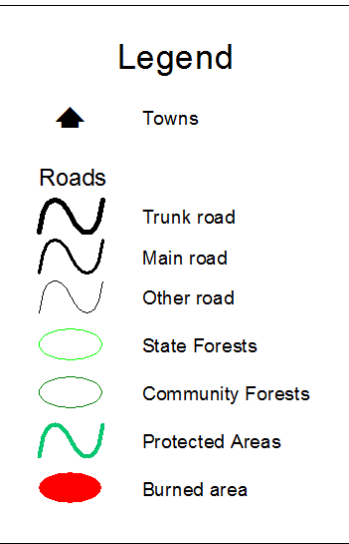 Legend
Towns
Roads
Trunk road
Main road
Other road
State Forests
Community Forests
Protected Areas
Burned area